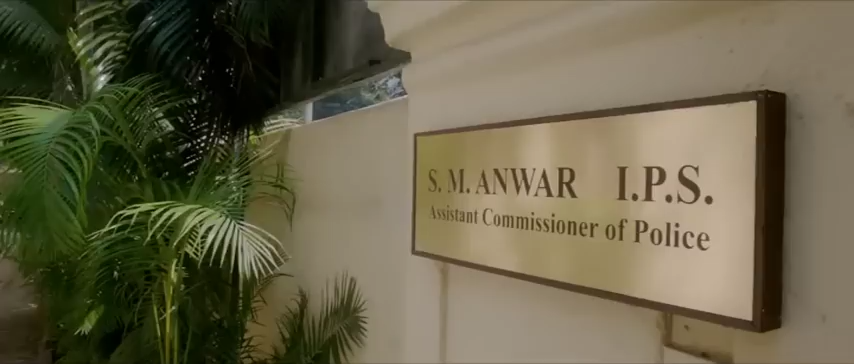 S. M. ANWAR I.P.S.
Assistant Commissioner of Police